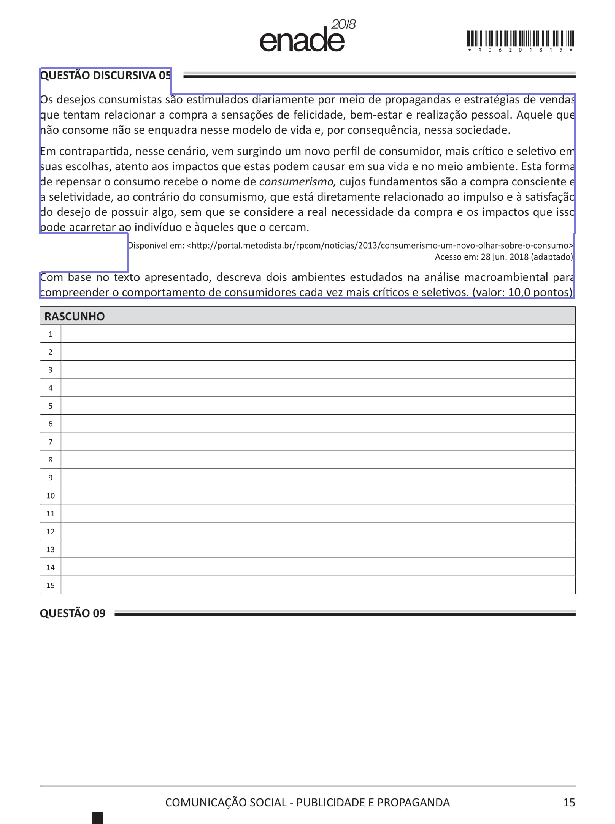 enade2018
*R0620181 5*
QUESTÃO DISCURSIVA 05
Os desejos consumistas são estimulados diariamente por meio de propagandas e estratégias de vendas
que tentam relacionar a compra a sensações de felicidade, bem-estar e realização pessoal. Aquele que
não consome não se enquadra nesse modelo de vida e, por consequência, nessa sociedade.
Em contrapartida, nesse cenário, vem surgindo um novo perfil de consumidor, mais crítico e seletivo em
suas escolhas, atento aos impactos que estas podem causar em sua vida e no meio ambiente. Esta forma
de repensar o consumo recebe o nome de consumerismo, cujos fundamentos são a compra consciente e
a seletividade, ao contrário do consumismo, que está diretamente relacionado ao impulso e à satisfação
do desejo de possuir algo, sem que se considere a real necessidade da compra e os impactos que isso
pode acarretar ao indivíduo e àqueles que o cercam.
Disponível em: <http://portal.metodista.br/rpcom/noticias/2013/consumerismo-um-novo-olhar-sobre-o-consumo>
Acesso em: 28 jun. 2018 (adaptado)
Com base no texto apresentado, descreva dois ambientes estudados na análise macroambiental para
compreender o comportamento de consumidores cada vez mais críticos e seletivos. (valor: 10,0 pontos)
RASCUNHO
1
2
3
4
5
6
7
8
9
10
11
12
13
14
15
QUESTÃO 09
COMUNICAÇÃO SOCIAL - PUBLICIDADE E PROPAGANDA 15